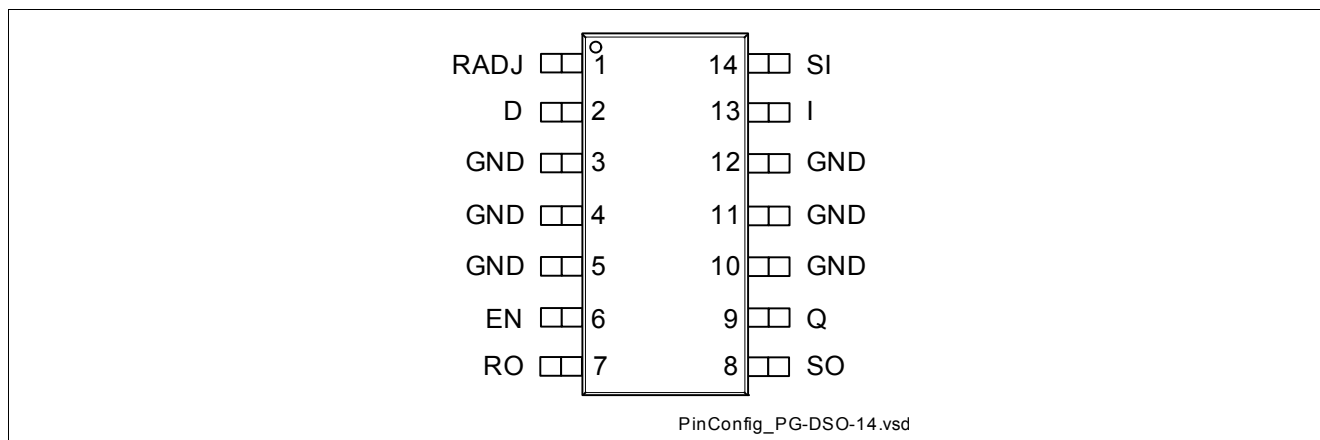 RADJ 1 14 SI
D 2 13 I
GND 3 12 GND
GND 4 11 GND
GND 5 10 GND
EN 6 9 Q
RO 7 8 SO
PinConfig_PG-DSO-14.vsd